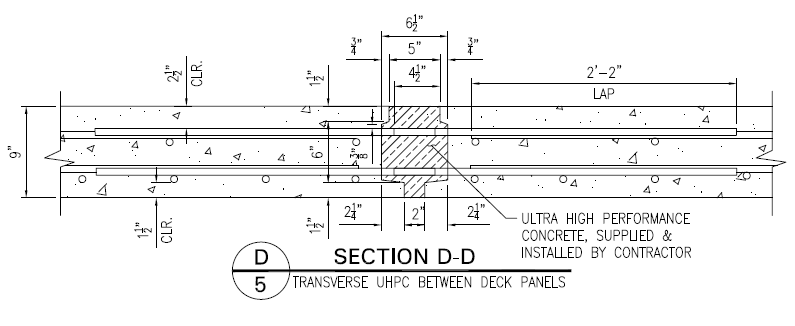 6½"
¾"
5"
¾"
4½"
2½"
CLR.
1½"
2'-2"
LAP
9"
6"
⅜"
2¼"
2"
2¼"
1½"
CLR.
1½"
ULTRA HIGH PERFORMANCE
CONCRETE, SUPPLIED &
INSTALLED BY CONTRACTOR
D
SECTION D-D
5
TRANSVERSE UHPC BETWEEN DECK PANELS